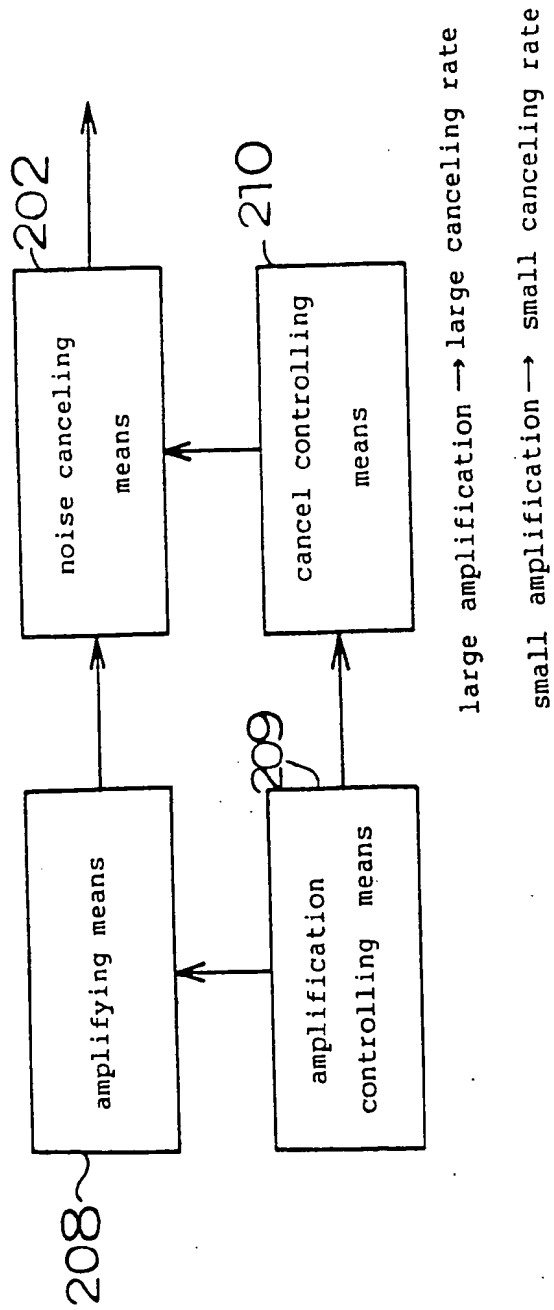 208
amplifying means
202
noise canceling
means
209
amplification
controlling means
210
cancel controlling
means
large amplification → large canceling rate
small amplification → small canceling rate